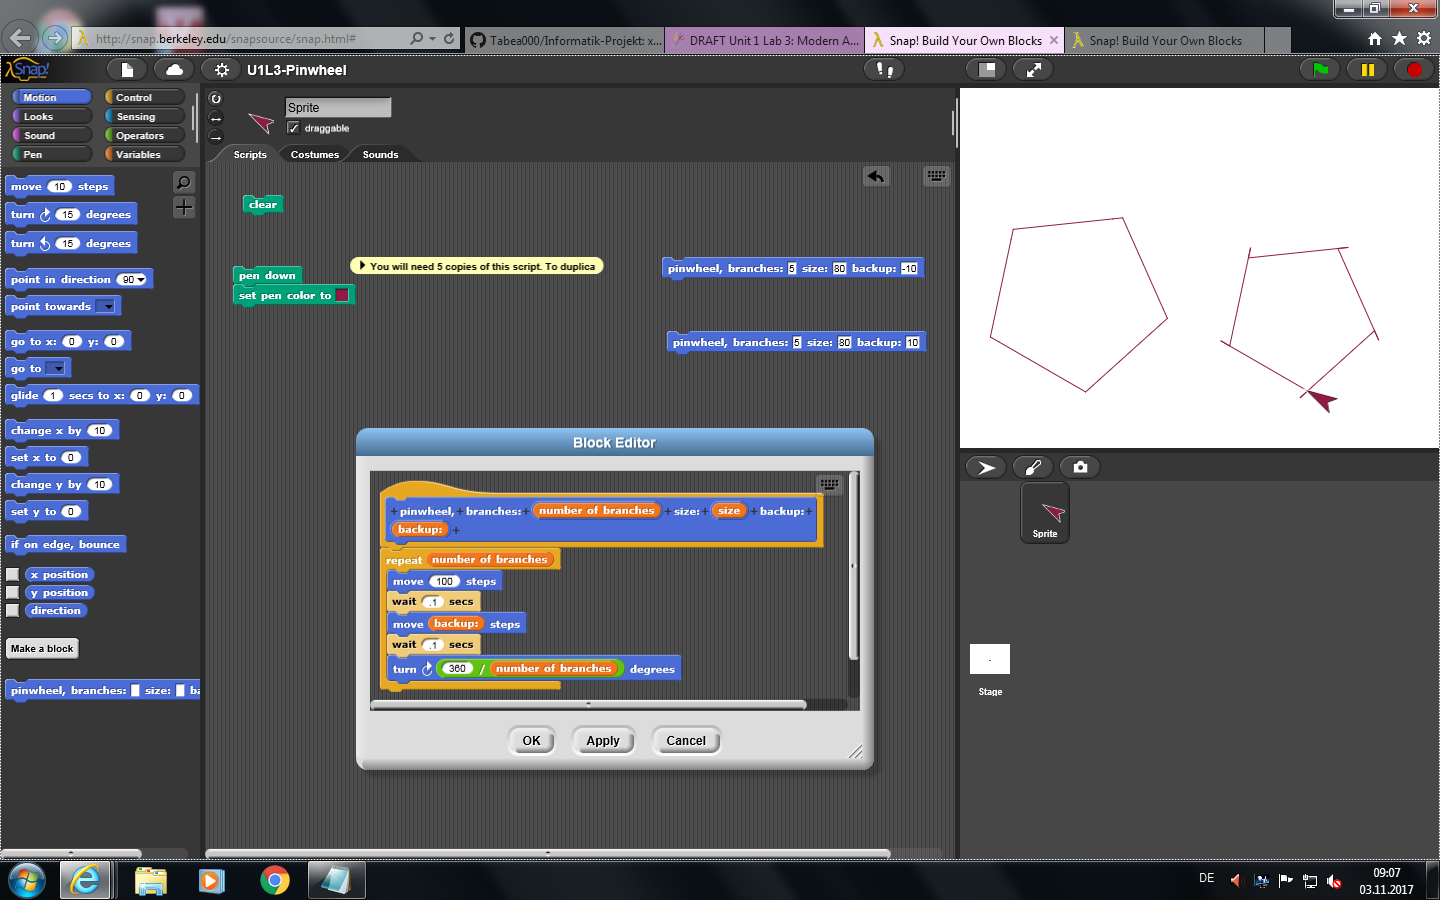 http://snap.berkeley.edu/snapsource/snap.html#
Tabea000/Informatik-Projekt: x...
DRAFT Unit 1 Lab 3: Modern A...
Snap! Build Your Own Blocks
Snap! Build Your Own Blocks
Snap!
U1L3-Pinwheel
Motion
Control
Looks
Sensing
Sound
Operators
Pen
Variables
Sprite
draggable
Scripts
Costumes
Sounds
move 10 steps
turn 15 degrees
turn 15 degrees
point in direction 90
point towards
go to x: 0 y: 0
go to
glide 1 secs to x: 0 y: 0
change x by 10
set x to 0
change y by 10
set y to 0
if on edge, bounce
x position
y position
direction
Make a block
pinwheel, branches: size: ba
clear
pen down
set pen color to
You will need 5 copies of this script. To duplica
pinwheel, branches: 5 size: 80 backup: -10
pinwheel, branches: 5 size: 80 backup: 10
Block Editor
+ pinwheel, + branches: + number of branches + size: + size + backup: +
backup: +
repeat number of branches
move 100 steps
wait .1 secs
move backup: steps
wait .1 secs
turn 360 / number of branches degrees
OK
Apply
Cancel
Sprite
Stage
DE
09:07
03.11.2017